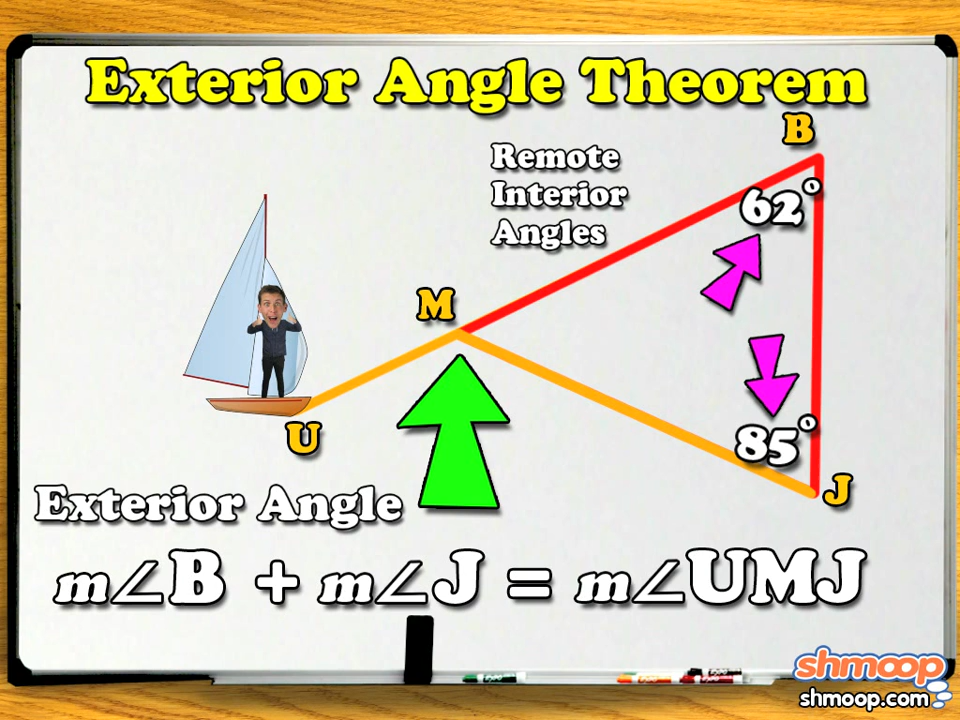 Exterior Angle Theorem
B
Remote
Interior
Angles
62°
M
85°
U
J
Exterior Angle
m∠B + m∠J = m∠UMJ
shmoop
shmoop.com